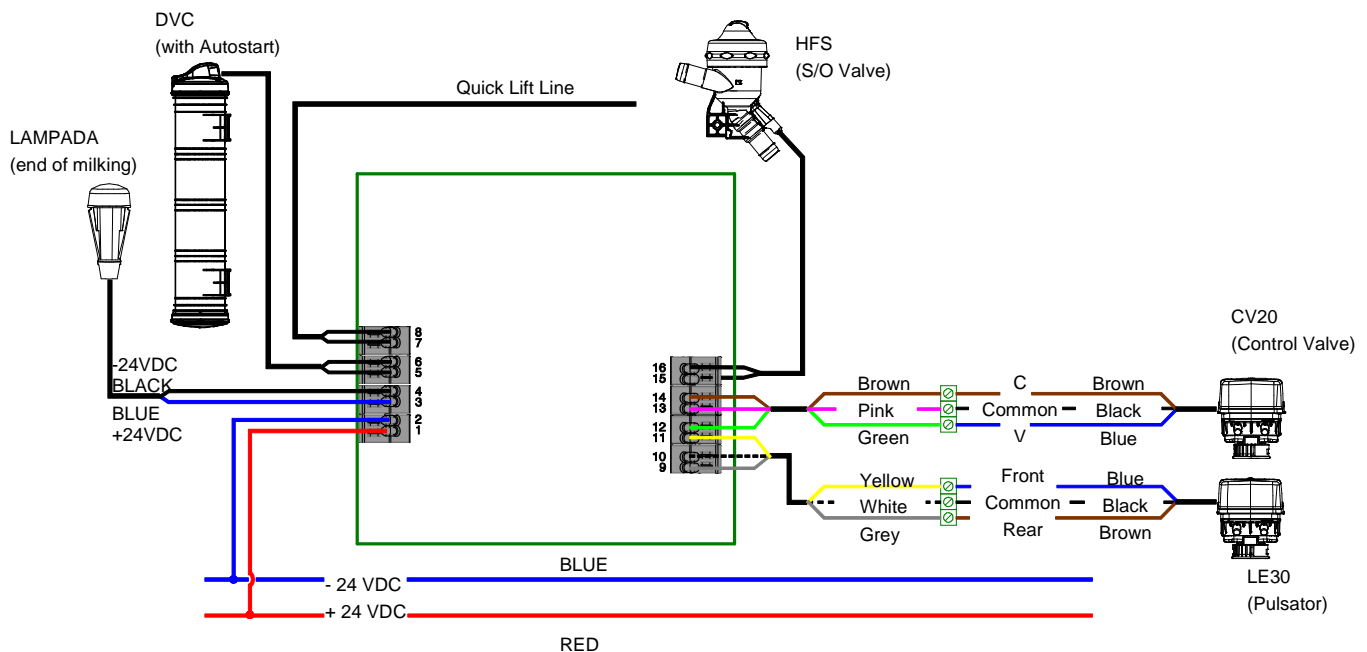 DVC
(with Autostart)
HFS
(S/O Valve)
Quick Lift Line
LAMPADA
(end of milking)
8
7
6
5
4
3
2
1
-24VDC
BLACK
BLUE
+24VDC
16
15
14
13
12
11
10
9
Brown
Pink
Green
C
Common
V
Brown
Black
Blue
CV20
(Control Valve)
Yellow
White
Grey
Front
Common
Rear
Blue
Black
Brown
LE30
(Pulsator)
BLUE
- 24 VDC
+ 24 VDC
RED